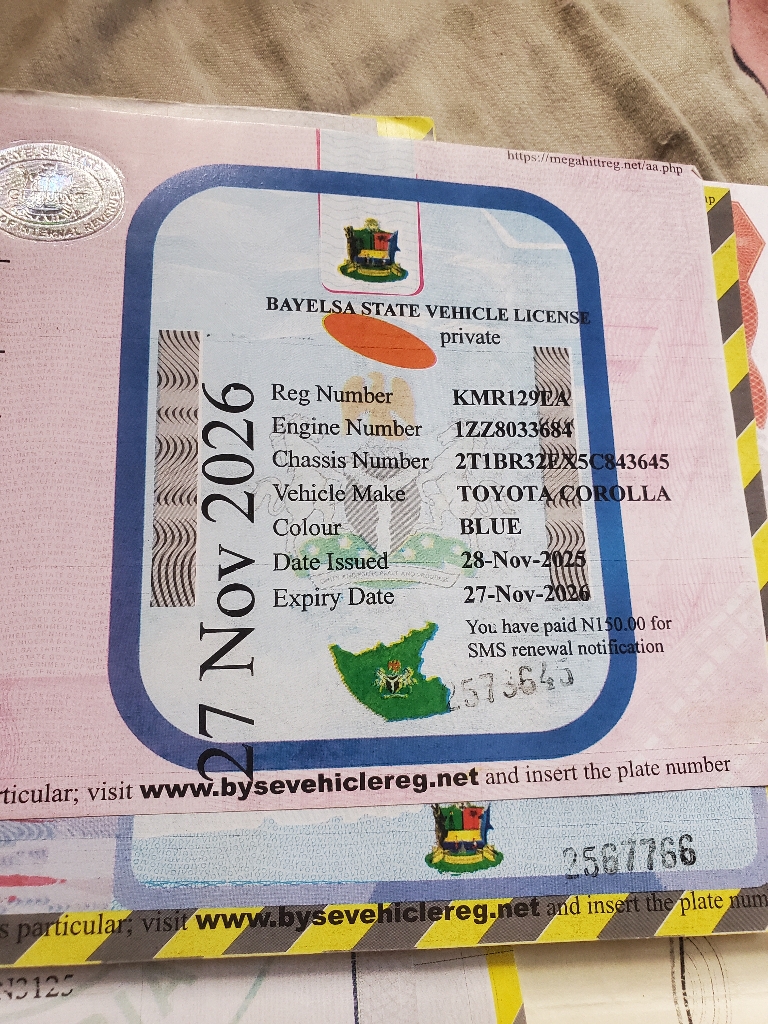 https://megahittreg.net/aa.php
BAYELSA STATE VEHICLE LICENSE
private
Reg Number KMR129EA
Engine Number 1ZZ8033684
Chassis Number 2T1BR32EX5C843645
Vehicle Make TOYOTA COROLLA
Colour BLUE
Date Issued 28-Nov-2025
Expiry Date 27-Nov-2026
27 Nov 2026
You have paid N150.00 for
SMS renewal notification
2573645
ticular; visit www.bysevehiclereg.net and insert the plate number
2567766
s particular; visit www.bysevehiclereg.net and insert the plate num
N3125